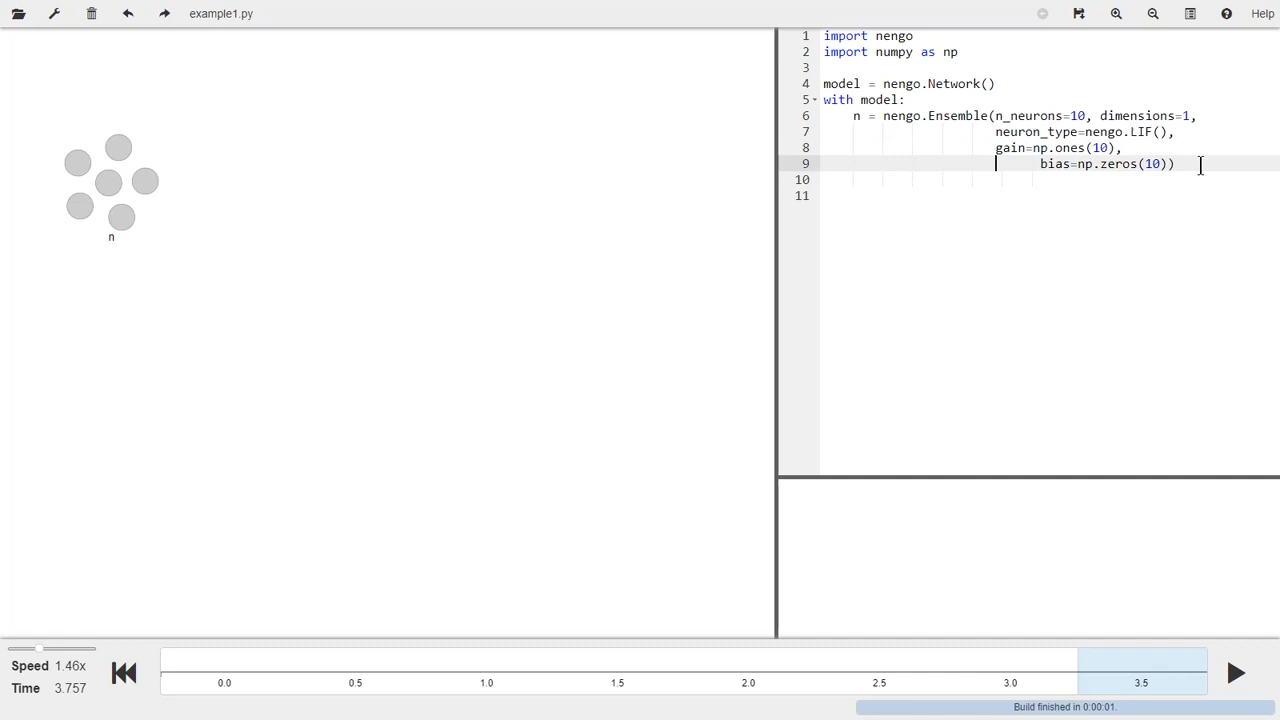 example1.py
Help
1 import nengo
2 import numpy as np
3
4 model = nengo.Network()
5 with model:
6 n = nengo.Ensemble(n_neurons=10, dimensions=1,
7 neuron_type=nengo.LIF(),
8 gain=np.ones(10),
9 bias=np.zeros(10))
10
11
n
Speed 1.46x
Time 3.757
0.0 0.5 1.0 1.5 2.0 2.5 3.0 3.5
Build finished in 0:00:01.